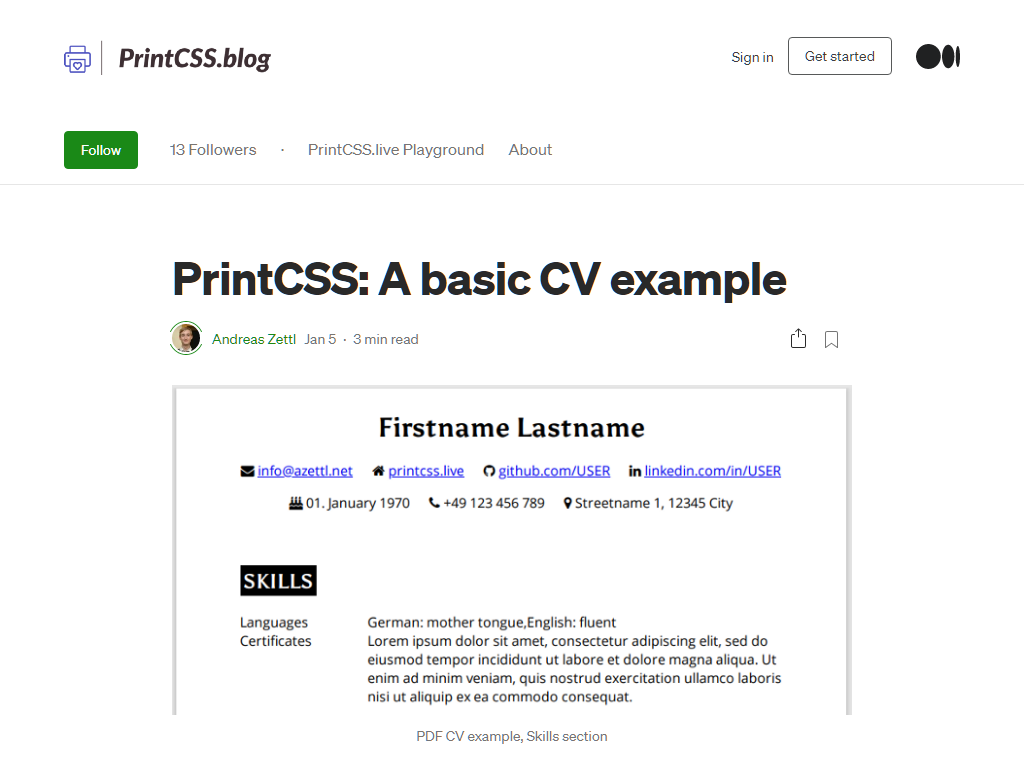 PrintCSS.blog
Sign in
Get started
Follow
13 Followers · PrintCSS.live Playground About
PrintCSS: A basic CV example
Andreas Zettl Jan 5 · 3 min read
Firstname Lastname
info@azettl.net printcss.live github.com/USER linkedin.com/in/USER
01. January 1970 +49 123 456 789 Streetname 1, 12345 City
SKILLS
Languages German: mother tongue,English: fluent
Certificates Lorem ipsum dolor sit amet, consectetur adipiscing elit, sed do
eiusmod tempor incididunt ut labore et dolore magna aliqua. Ut
enim ad minim veniam, quis nostrud exercitation ullamco laboris
nisi ut aliquip ex ea commodo consequat.
PDF CV example, Skills section